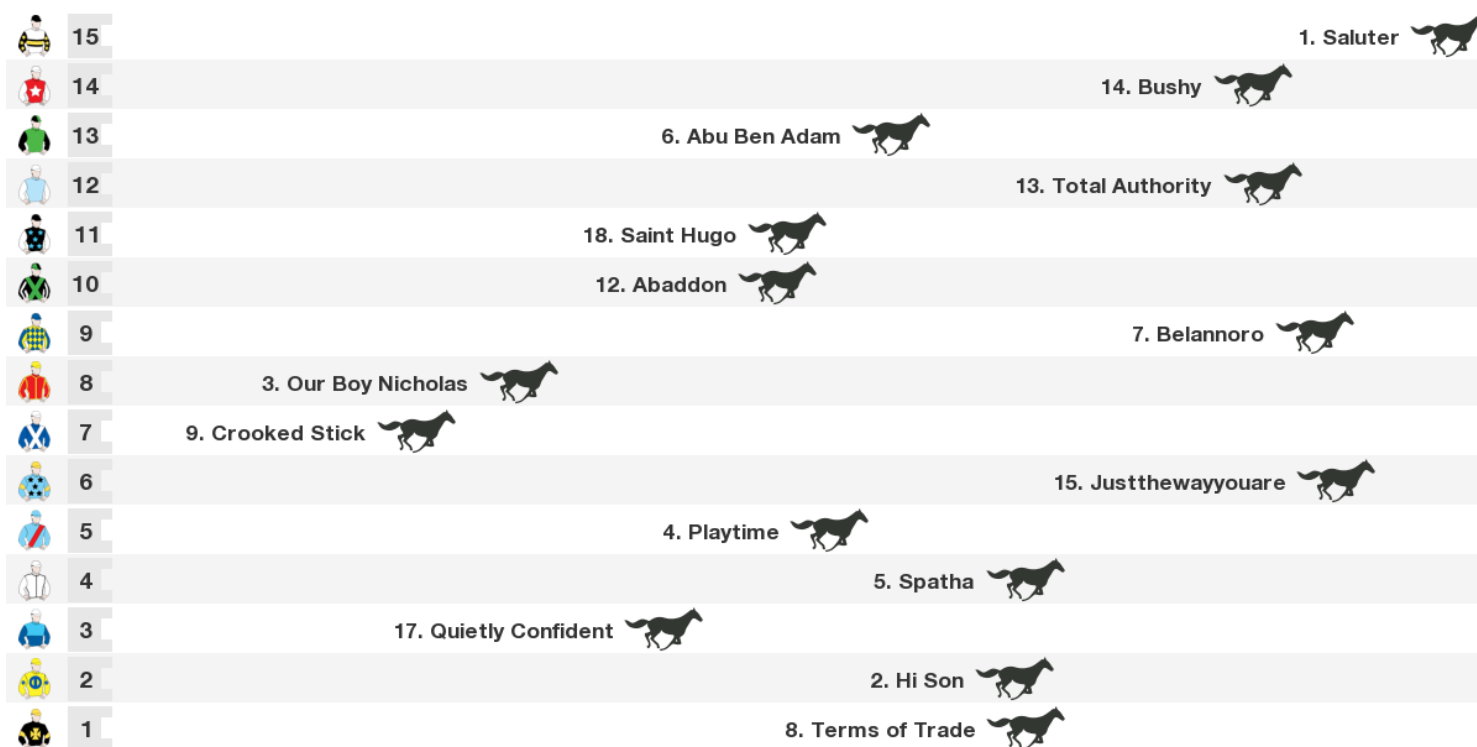 15 1. Saluter
14 14. Bushy
13 6. Abu Ben Adam
12 13. Total Authority
11 18. Saint Hugo
10 12. Abaddon
9 7. Belannoro
8 3. Our Boy Nicholas
7 9. Crooked Stick
6 15. Justthewayyouare
5 4. Playtime
4 5. Spatha
3 17. Quietly Confident
2 2. Hi Son
1 8. Terms of Trade